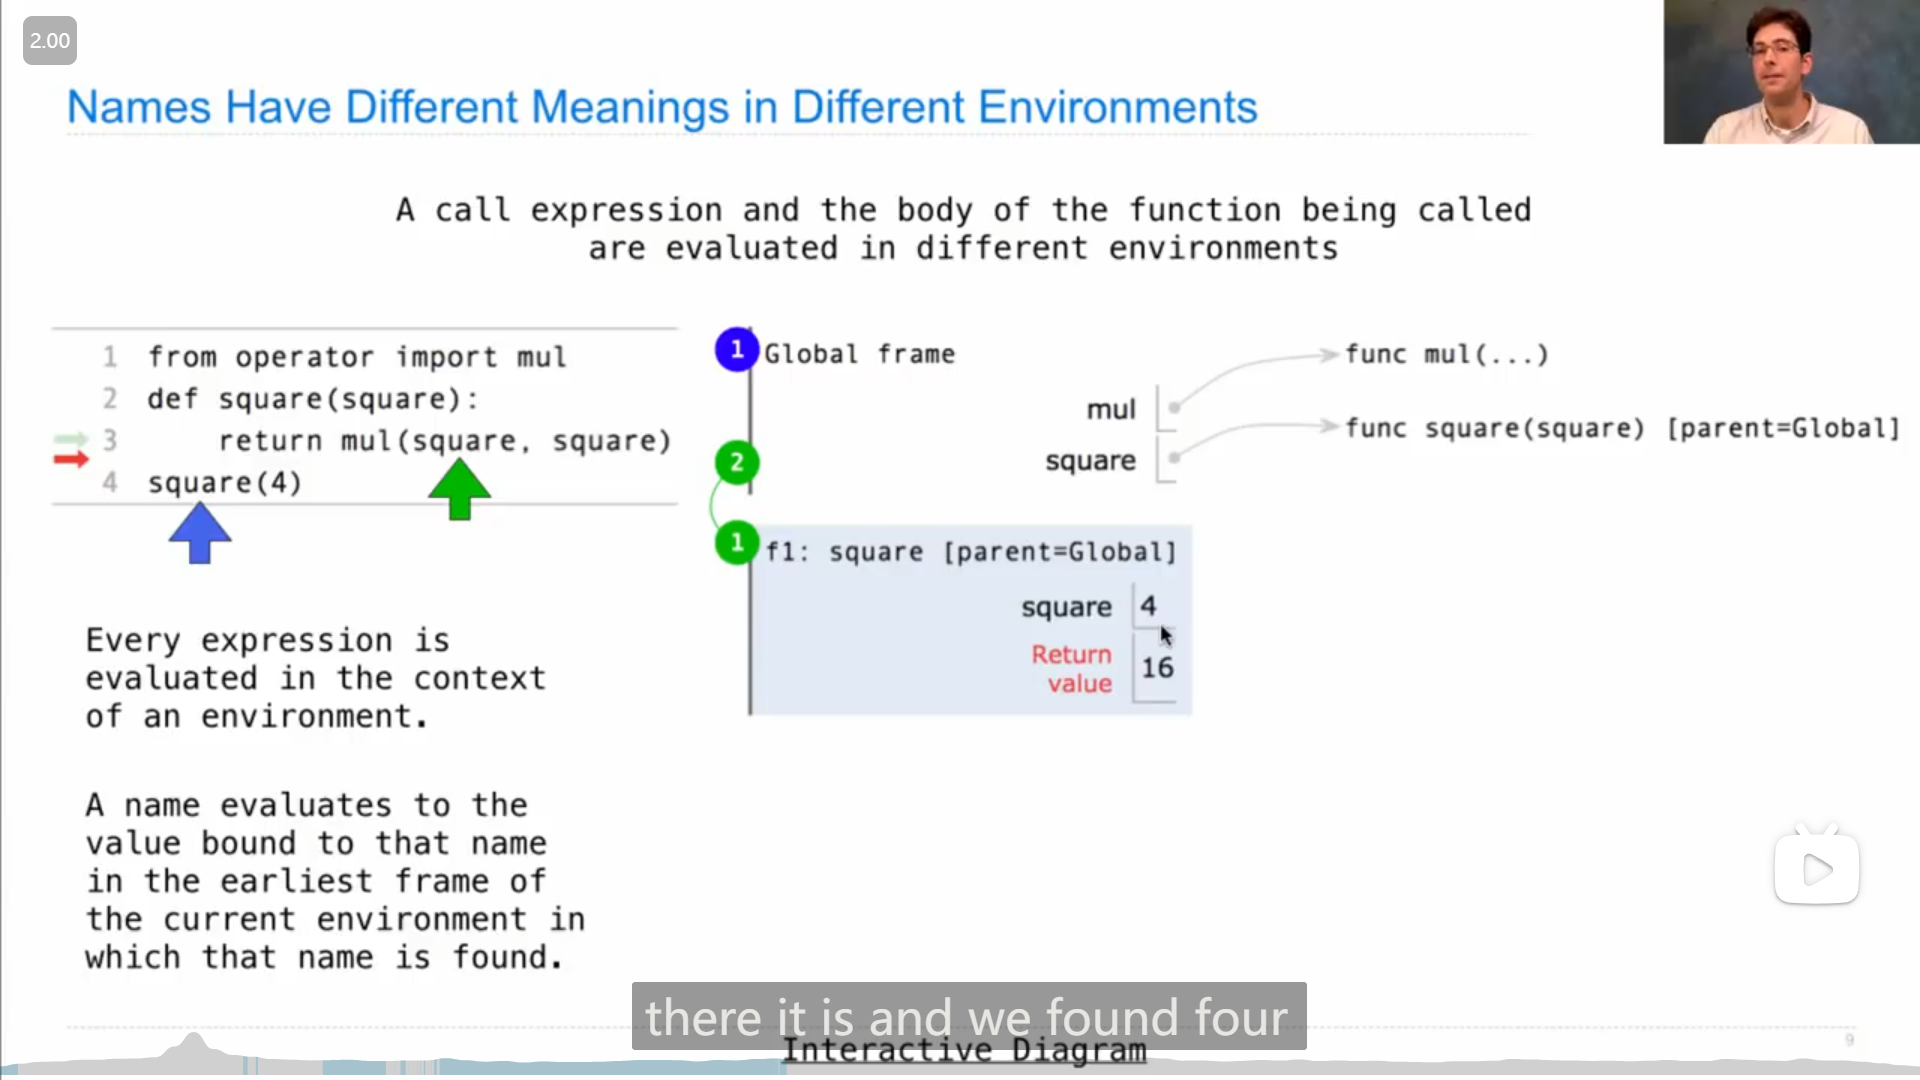 2.00
Names Have Different Meanings in Different Environments
A call expression and the body of the function being called
are evaluated in different environments
1 from operator import mul
2 def square(square):
3 return mul(square, square)
4 square(4)
Every expression is
evaluated in the context
of an environment.
A name evaluates to the
value bound to that name
in the earliest frame of
the current environment in
which that name is found.
1 Global frame
mul
2 square
func mul(...)
func square(square) [parent=Global]
1 f1: square [parent=Global]
square 4
Return
value 16
there it is and we found four
Interactive Diagram
9